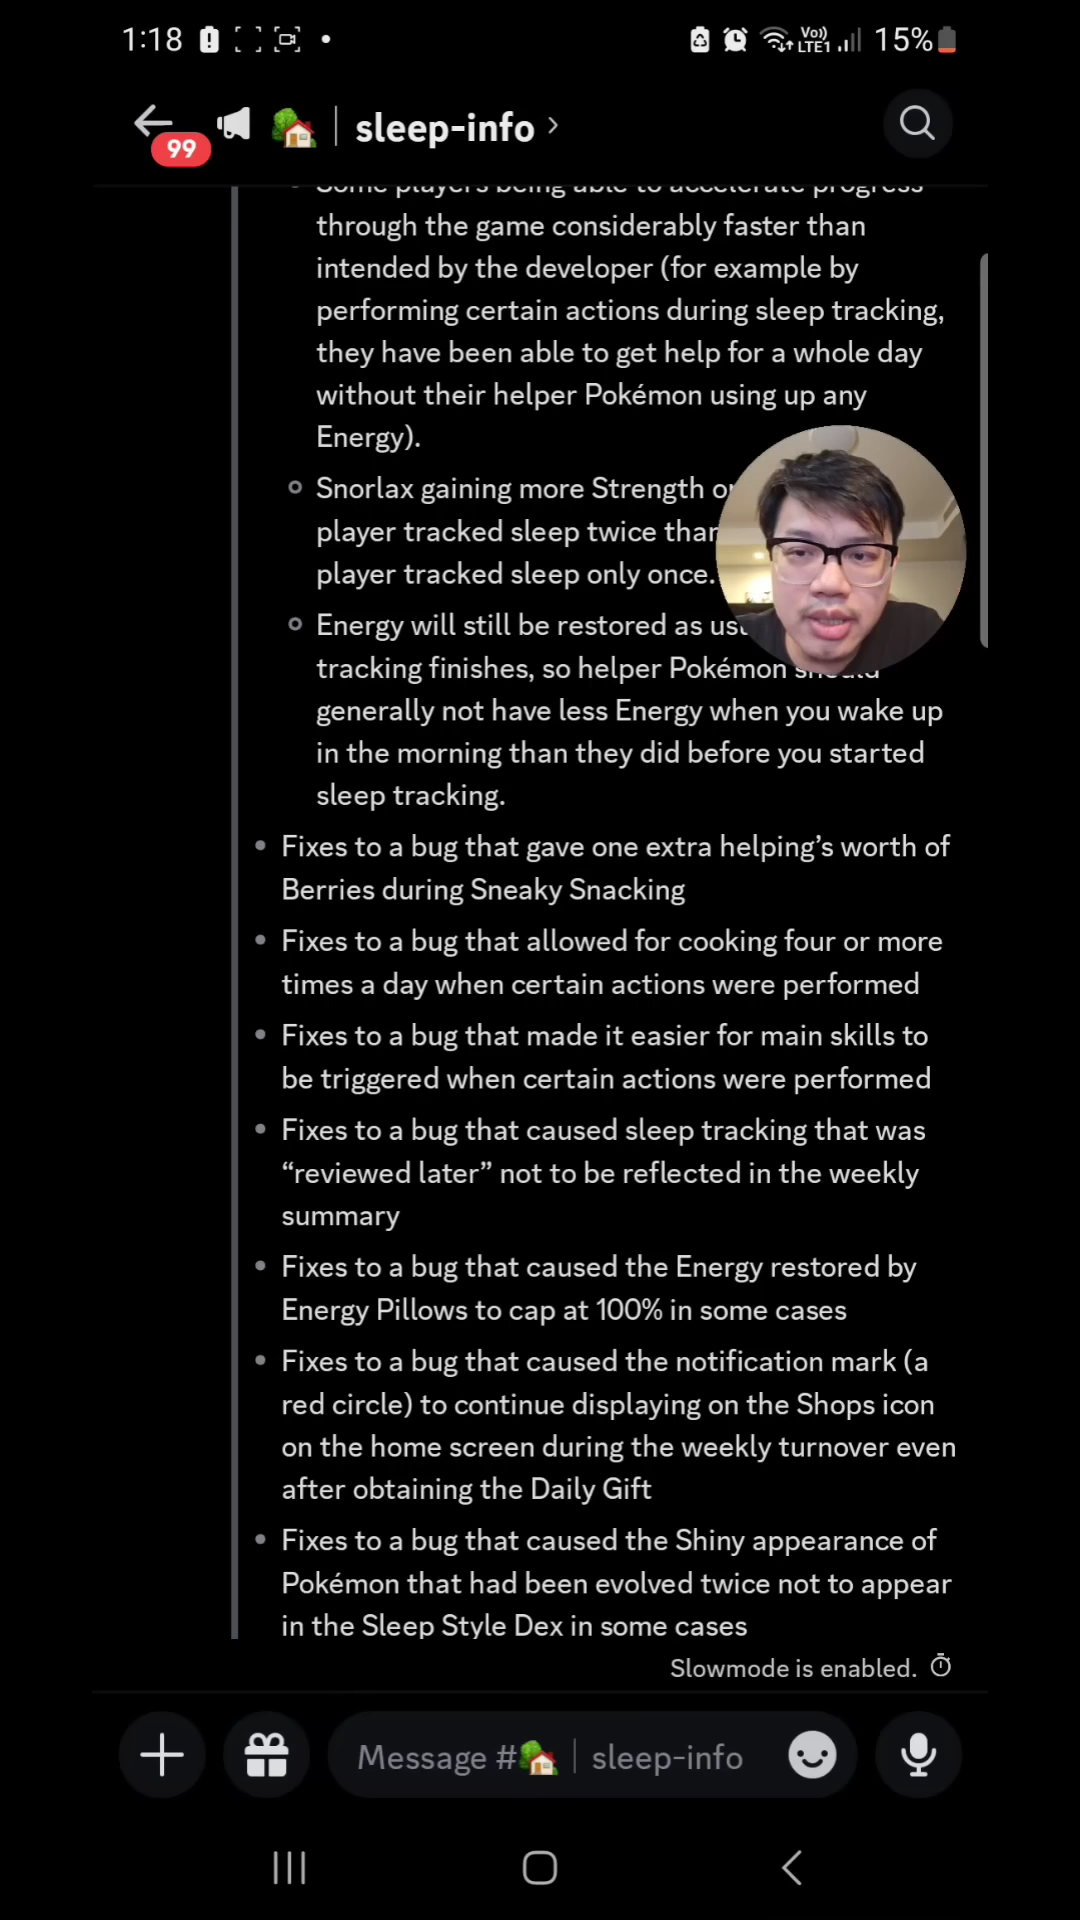 1:18
VoD LTE1 15%
99 | sleep-info >
Some players being able to accelerate progress
through the game considerably faster than
intended by the developer (for example by
performing certain actions during sleep tracking,
they have been able to get help for a whole day
without their helper Pokémon using up any
Energy).
Snorlax gaining more Strength
player tracked sleep twice than
player tracked sleep only once.
Energy will still be restored as
tracking finishes, so helper Pokémon should
generally not have less Energy when you wake up
in the morning than they did before you started
sleep tracking.
Fixes to a bug that gave one extra helping’s worth of
Berries during Sneaky Snacking
Fixes to a bug that allowed for cooking four or more
times a day when certain actions were performed
Fixes to a bug that made it easier for main skills to
be triggered when certain actions were performed
Fixes to a bug that caused sleep tracking that was
“reviewed later” not to be reflected in the weekly
summary
Fixes to a bug that caused the Energy restored by
Energy Pillows to cap at 100% in some cases
Fixes to a bug that caused the notification mark (a
red circle) to continue displaying on the Shops icon
on the home screen during the weekly turnover even
after obtaining the Daily Gift
Fixes to a bug that caused the Shiny appearance of
Pokémon that had been evolved twice not to appear
in the Sleep Style Dex in some cases
Slowmode is enabled.
Message # | sleep-info